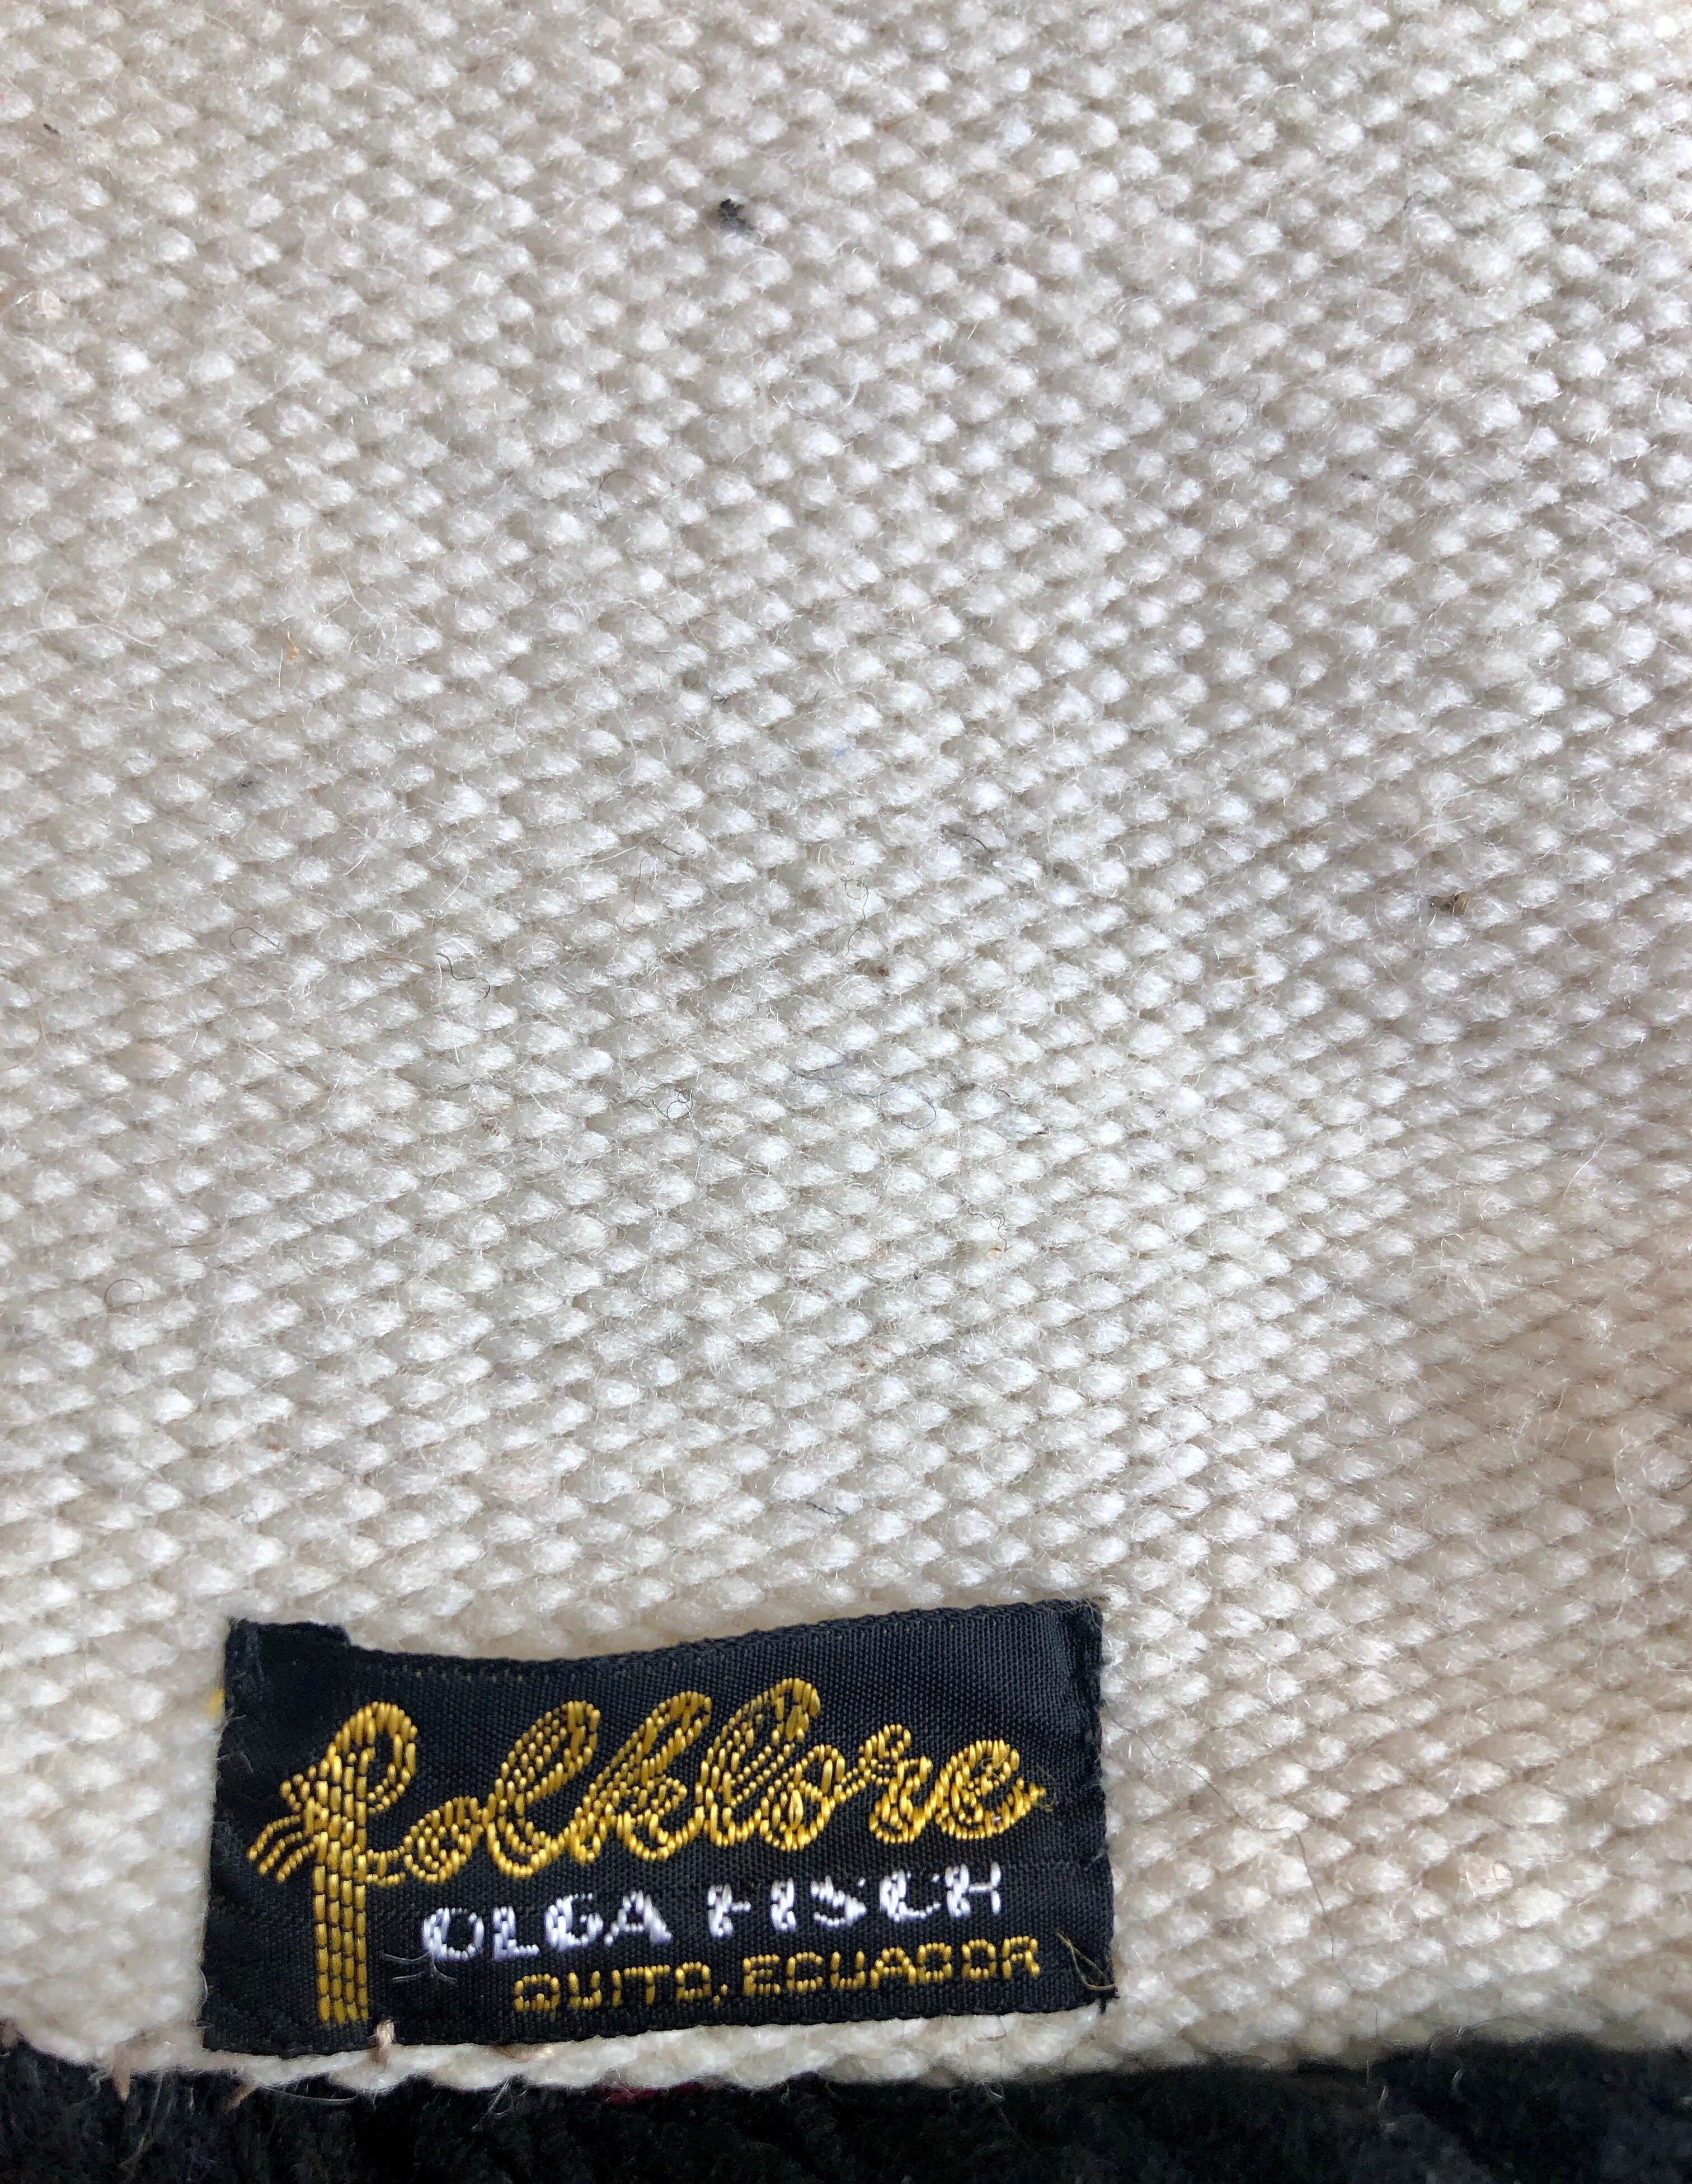 folklore
OLGA FISCH
QUITO, ECUADOR